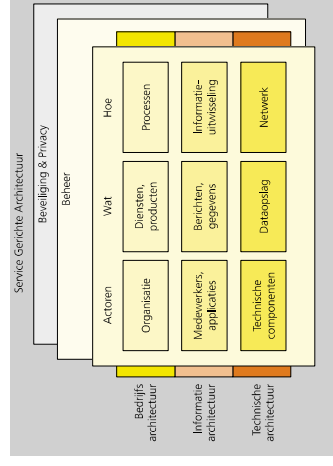 Service Gerichte Architectuur
Beveiliging & Privacy
Beheer
Actoren
Wat
Hoe
Bedrijfs
architectuur
Organisatie
Diensten,
producten
Processen
Informatie
architectuur
Medewerkers,
applicaties
Berichten,
gegevens
Informatie-
uitwisseling
Technische
architectuur
Technische
componenten
Dataopslag
Netwerk